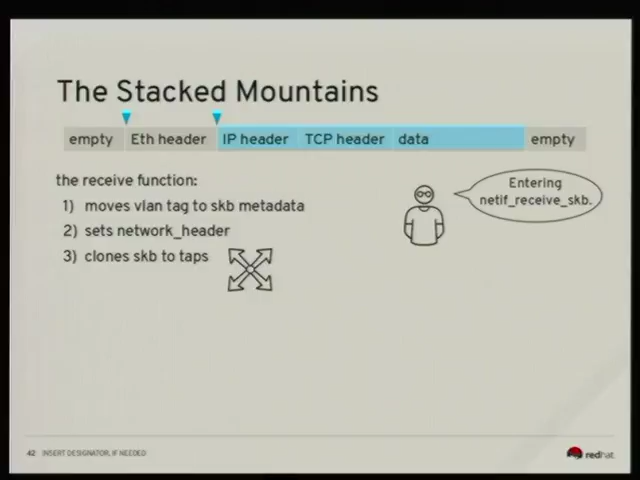 The Stacked Mountains
empty Eth header IP header TCP header data empty
the receive function:
1) moves vlan tag to skb metadata
2) sets network_header
3) clones skb to taps
Entering
netif_receive_skb.
42 INSERT DESIGNATOR, IF NEEDED
redhat